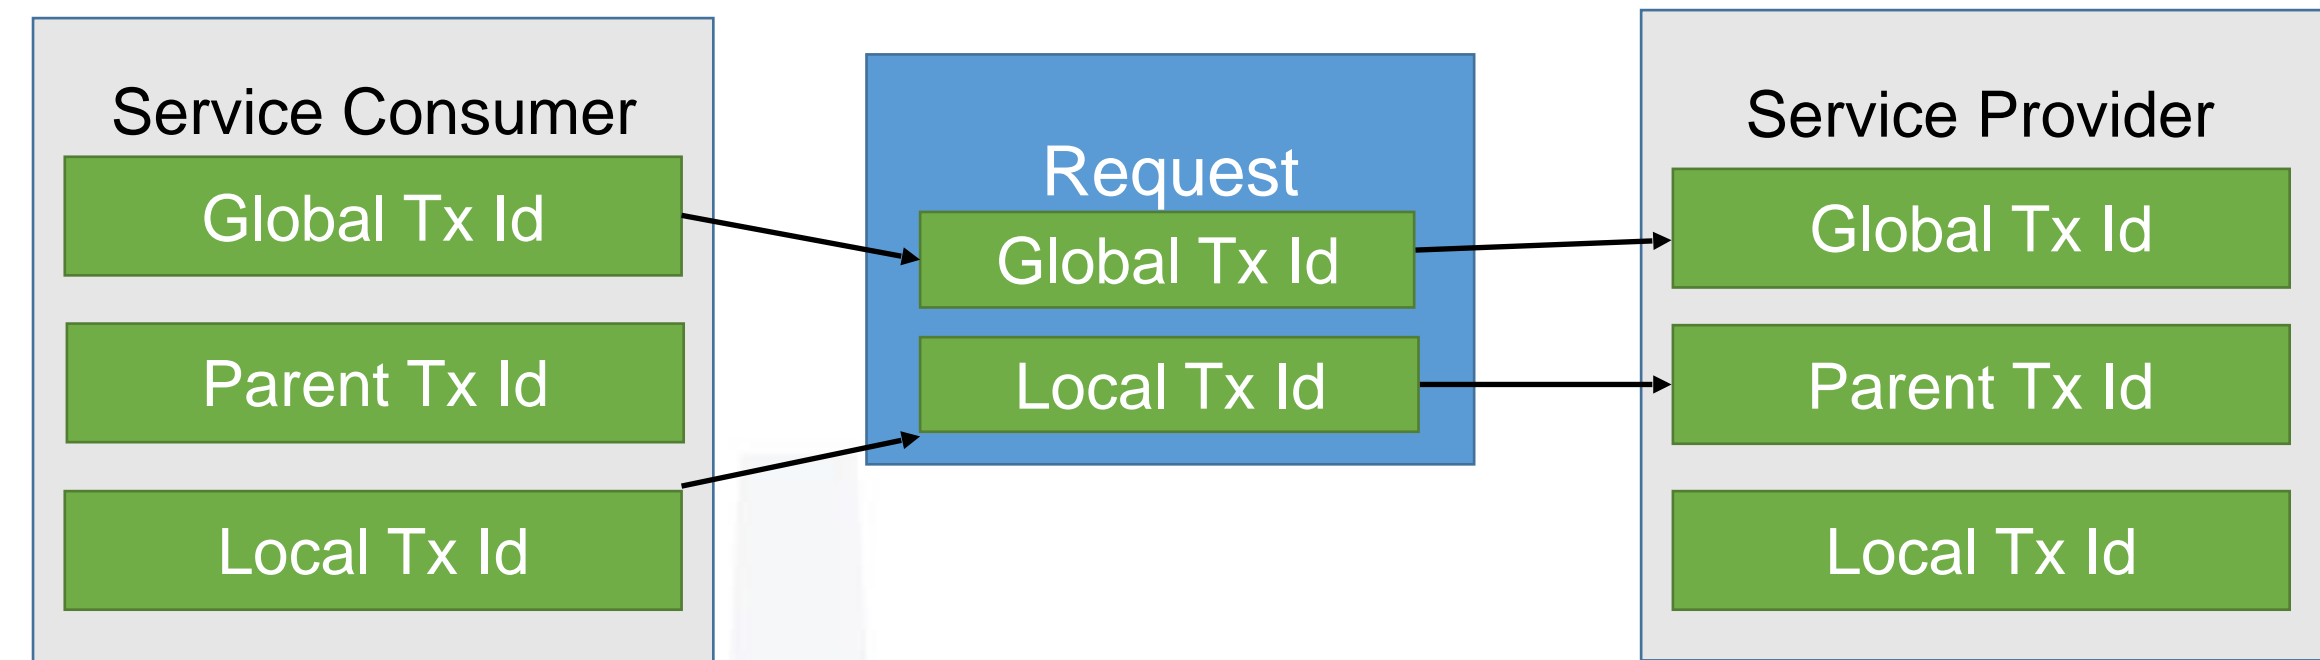 Service Consumer
Global Tx Id
Parent Tx Id
Local Tx Id
Request
Global Tx Id
Local Tx Id
Service Provider
Global Tx Id
Parent Tx Id
Local Tx Id